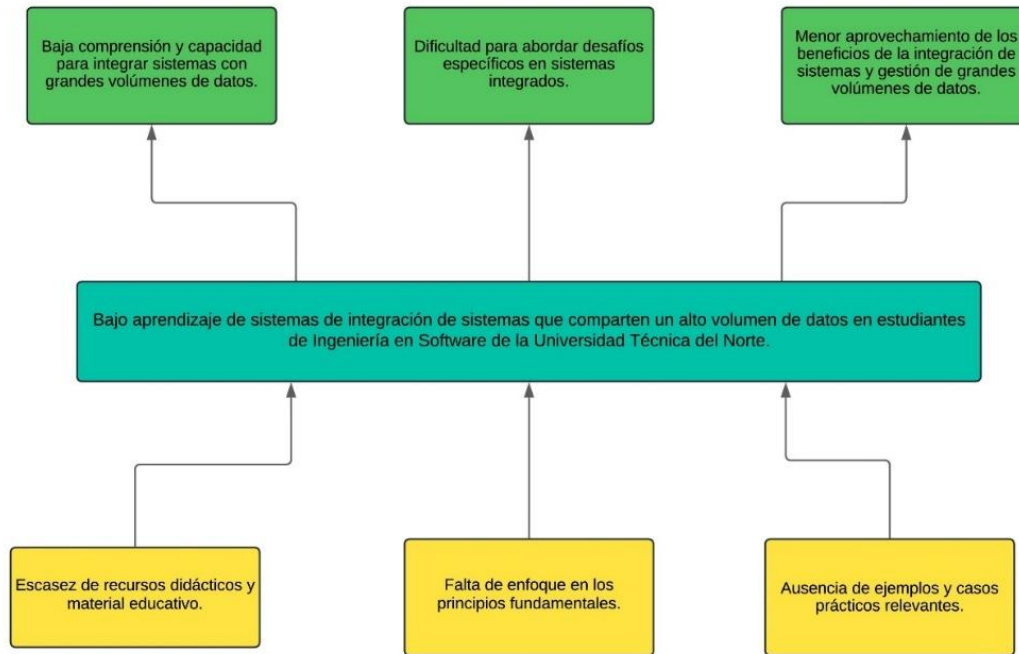 Baja comprensión y capacidad
para integrar sistemas con
grandes volúmenes de datos.
Dificultad para abordar desafíos
específicos en sistemas
integrados.
Menor aprovechamiento de los
beneficios de la integración de
sistemas y gestión de grandes
volúmenes de datos.
Bajo aprendizaje de sistemas de integración de sistemas que comparten un alto volumen de datos en estudiantes
de Ingeniería en Software de la Universidad Técnica del Norte.
Escasez de recursos didácticos y
material educativo.
Falta de enfoque en los
principios fundamentales.
Ausencia de ejemplos y casos
prácticos relevantes.